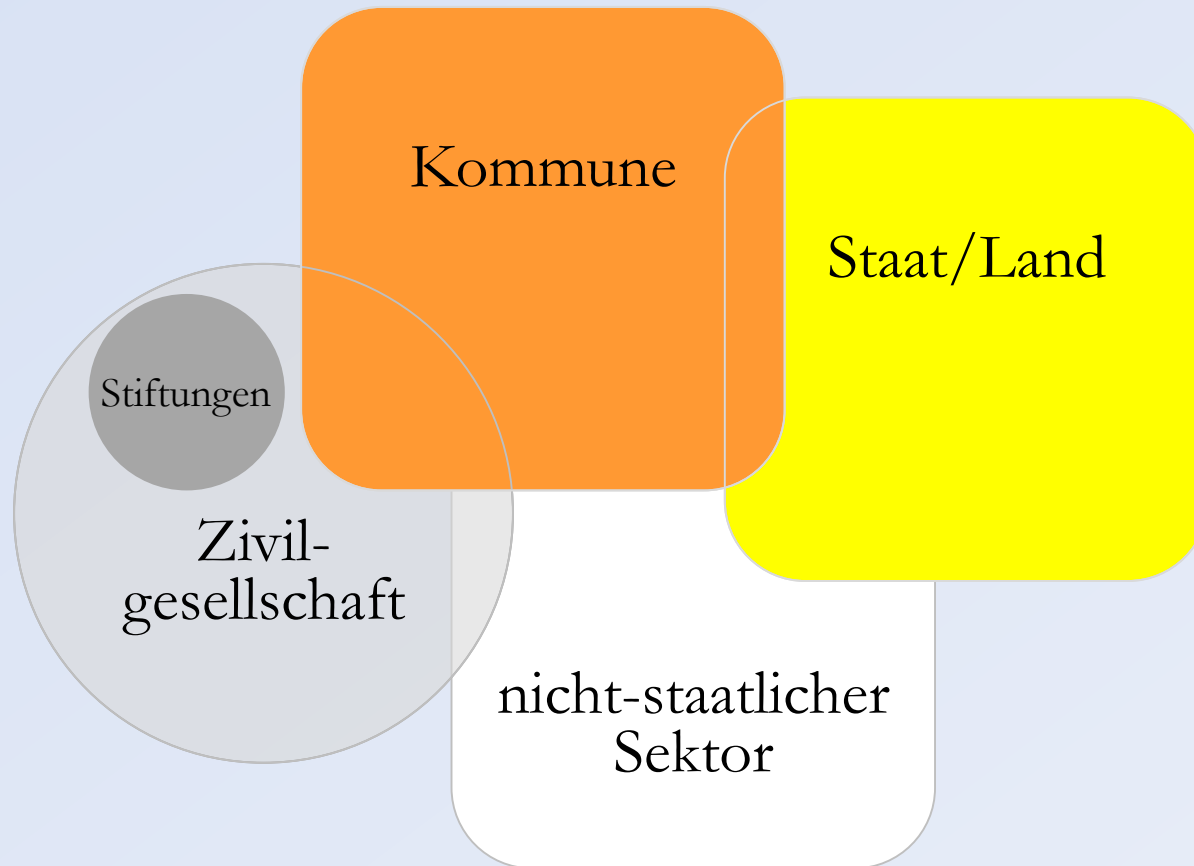 Kommune
Staat/Land
Stiftungen
Zivil-
gesellschaft
nicht-staatlicher
Sektor